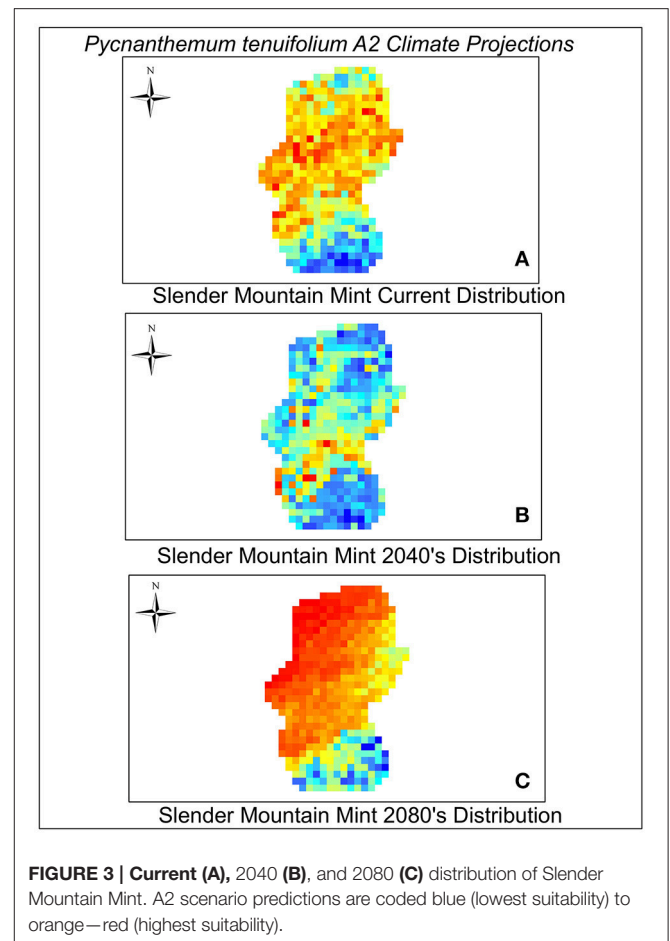 Pycnanthemum tenuifolium A2 Climate Projections
N
A
Slender Mountain Mint Current Distribution
N
B
Slender Mountain Mint 2040's Distribution
N
C
Slender Mountain Mint 2080's Distribution
FIGURE 3 | Current (A), 2040 (B), and 2080 (C) distribution of Slender
Mountain Mint. A2 scenario predictions are coded blue (lowest suitability) to
orange—red (highest suitability).